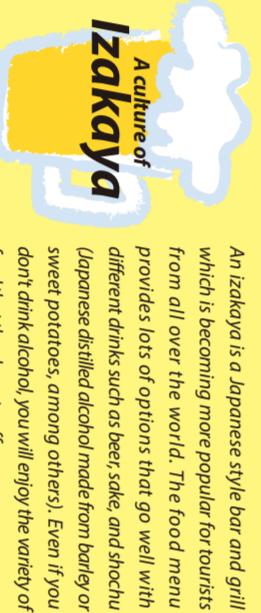 A culture of
Izakaya
An izakaya is a Japanese style bar and grill
which is becoming more popular for tourists
from all over the world. The food menu
provides lots of options that go well with
different drinks such as beer, sake, and shochu
(Japanese distilled alcohol made from barley or
sweet potatoes, among others). Even if you
don't drink alcohol, you will enjoy the variety of